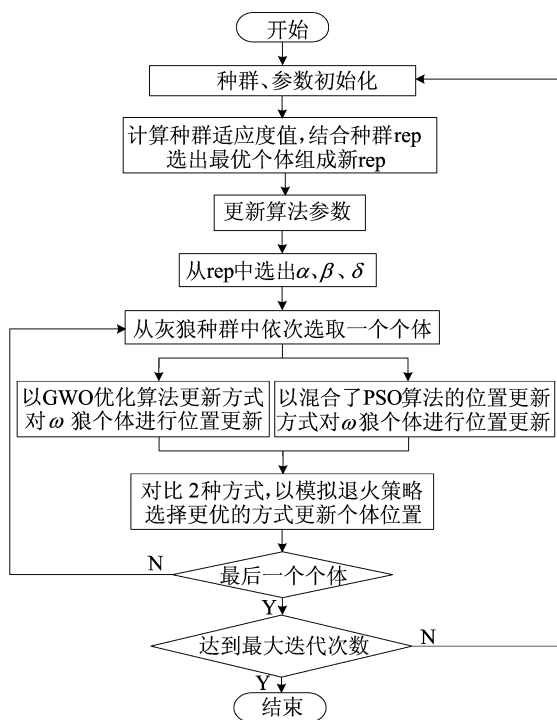 开始
种群、参数初始化
计算种群适应度值,结合种群rep
选出最优个体组成新rep
更新算法参数
从rep中选出α、β、δ
从灰狼种群中依次选取一个个体
以GWO优化算法更新方式
对ω 狼个体进行位置更新
以混合了PSO算法的位置更新
方式对ω狼个体进行位置更新
对比 2种方式,以模拟退火策略
选择更优的方式更新个体位置
N
最后一个个体
Y
达到最大迭代次数
N
Y
结束